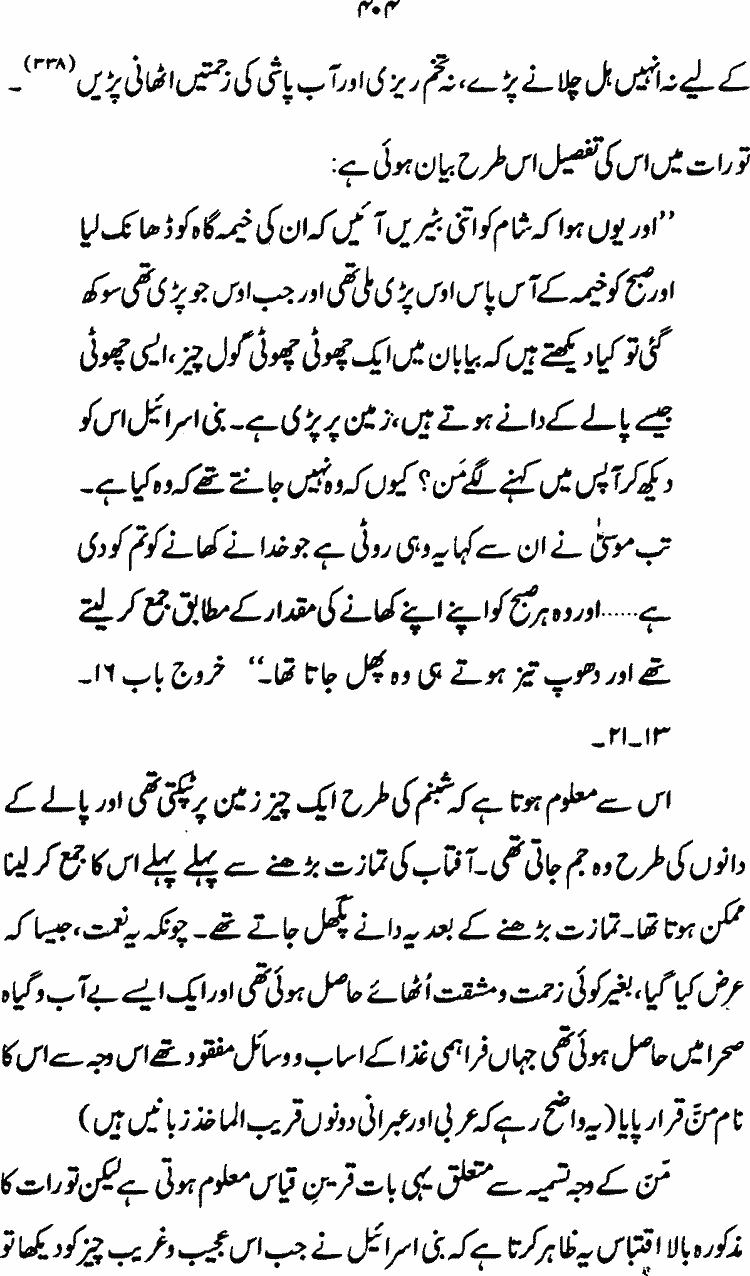 ۴۰۴
کے لیے نہ انہیں ہل چلانے پڑے، نہ تخم ریزی اور آب پاشی کی زحمتیں اٹھانی پڑیں (۳۳۸)۔
تورات میں اس کی تفصیل اس طرح بیان ہوئی ہے:
”اور یوں ہوا کہ شام کو اتنی بٹیریں آئیں کہ ان کی خیمہ گاہ کو ڈھانک لیا
اور صبح کو خیمہ کے آس پاس اوس پڑی ملی تھی اور جب اوس جو پڑی تھی سوکھ
گئی تو کیا دیکھتے ہیں کہ بیابان میں ایک چھوٹی چھوٹی گول چیز، ایسی چھوٹی
جیسے پالے کے دانے ہوتے ہیں، زمین پر پڑی ہے۔ بنی اسرائیل اس کو
دیکھ کر آپس میں کہنے لگے مَن؟ کیوں کہ وہ نہیں جانتے تھے کہ وہ کیا ہے۔
تب موسیٰ نے ان سے کہا یہ وہی روٹی ہے جو خدا نے کھانے کو تم کو دی
ہے......اور وہ ہر صبح کو اپنے اپنے کھانے کی مقدار کے مطابق جمع کر لیتے
تھے اور دھوپ تیز ہوتے ہی وہ پھل جاتا تھا۔“ خروج باب ۱۶۔
۱۳۔۲۱۔
اس سے معلوم ہوتا ہے کہ شبنم کی طرح ایک چیز زمین پر ٹپکتی تھی اور پالے کے
دانوں کی طرح وہ جم جاتی تھی۔ آفتاب کی تمازت بڑھنے سے پہلے پہلے اس کا جمع کر لینا
ممکن ہوتا تھا۔ تمازت بڑھنے کے بعد یہ دانے پگھل جاتے تھے۔ چونکہ یہ نعمت، جیسا کہ
عرض کیا گیا، بغیر کوئی زحمت و مشقت اُٹھائے حاصل ہوئی تھی اور ایک ایسے بے آب و گیاہ
صحرا میں حاصل ہوئی تھی جہاں فراہمی غذا کے اسباب و وسائل مفقود تھے اس وجہ سے اس کا
نام منَّ قرار پایا (یہ واضح رہے کہ عربی اور عبرانی دونوں قریب الماخذ زبانیں ہیں)
مَنّ کے وجہ تسمیہ سے متعلق یہی بات قرینِ قیاس معلوم ہوتی ہے لیکن تورات کا
مذکورہ بالا اقتباس یہ ظاہر کرتا ہے کہ بنی اسرائیل نے جب اس عجیب و غریب چیز کو دیکھا تو